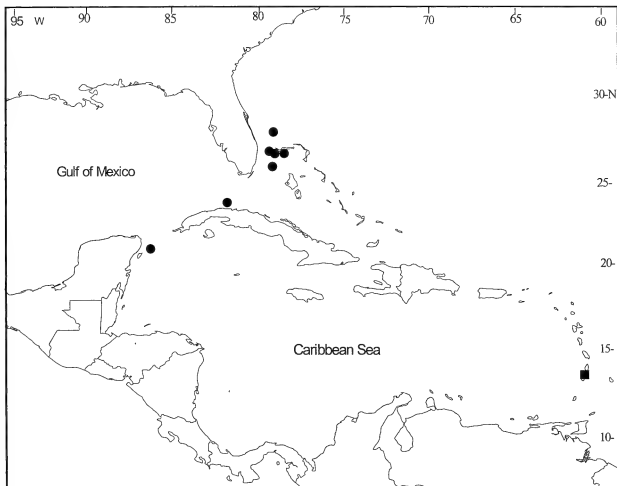 95 W 90 85 80 75 70 65 60
30-N
Gulf of Mexico
25-
20-
15-
Caribbean Sea
10-